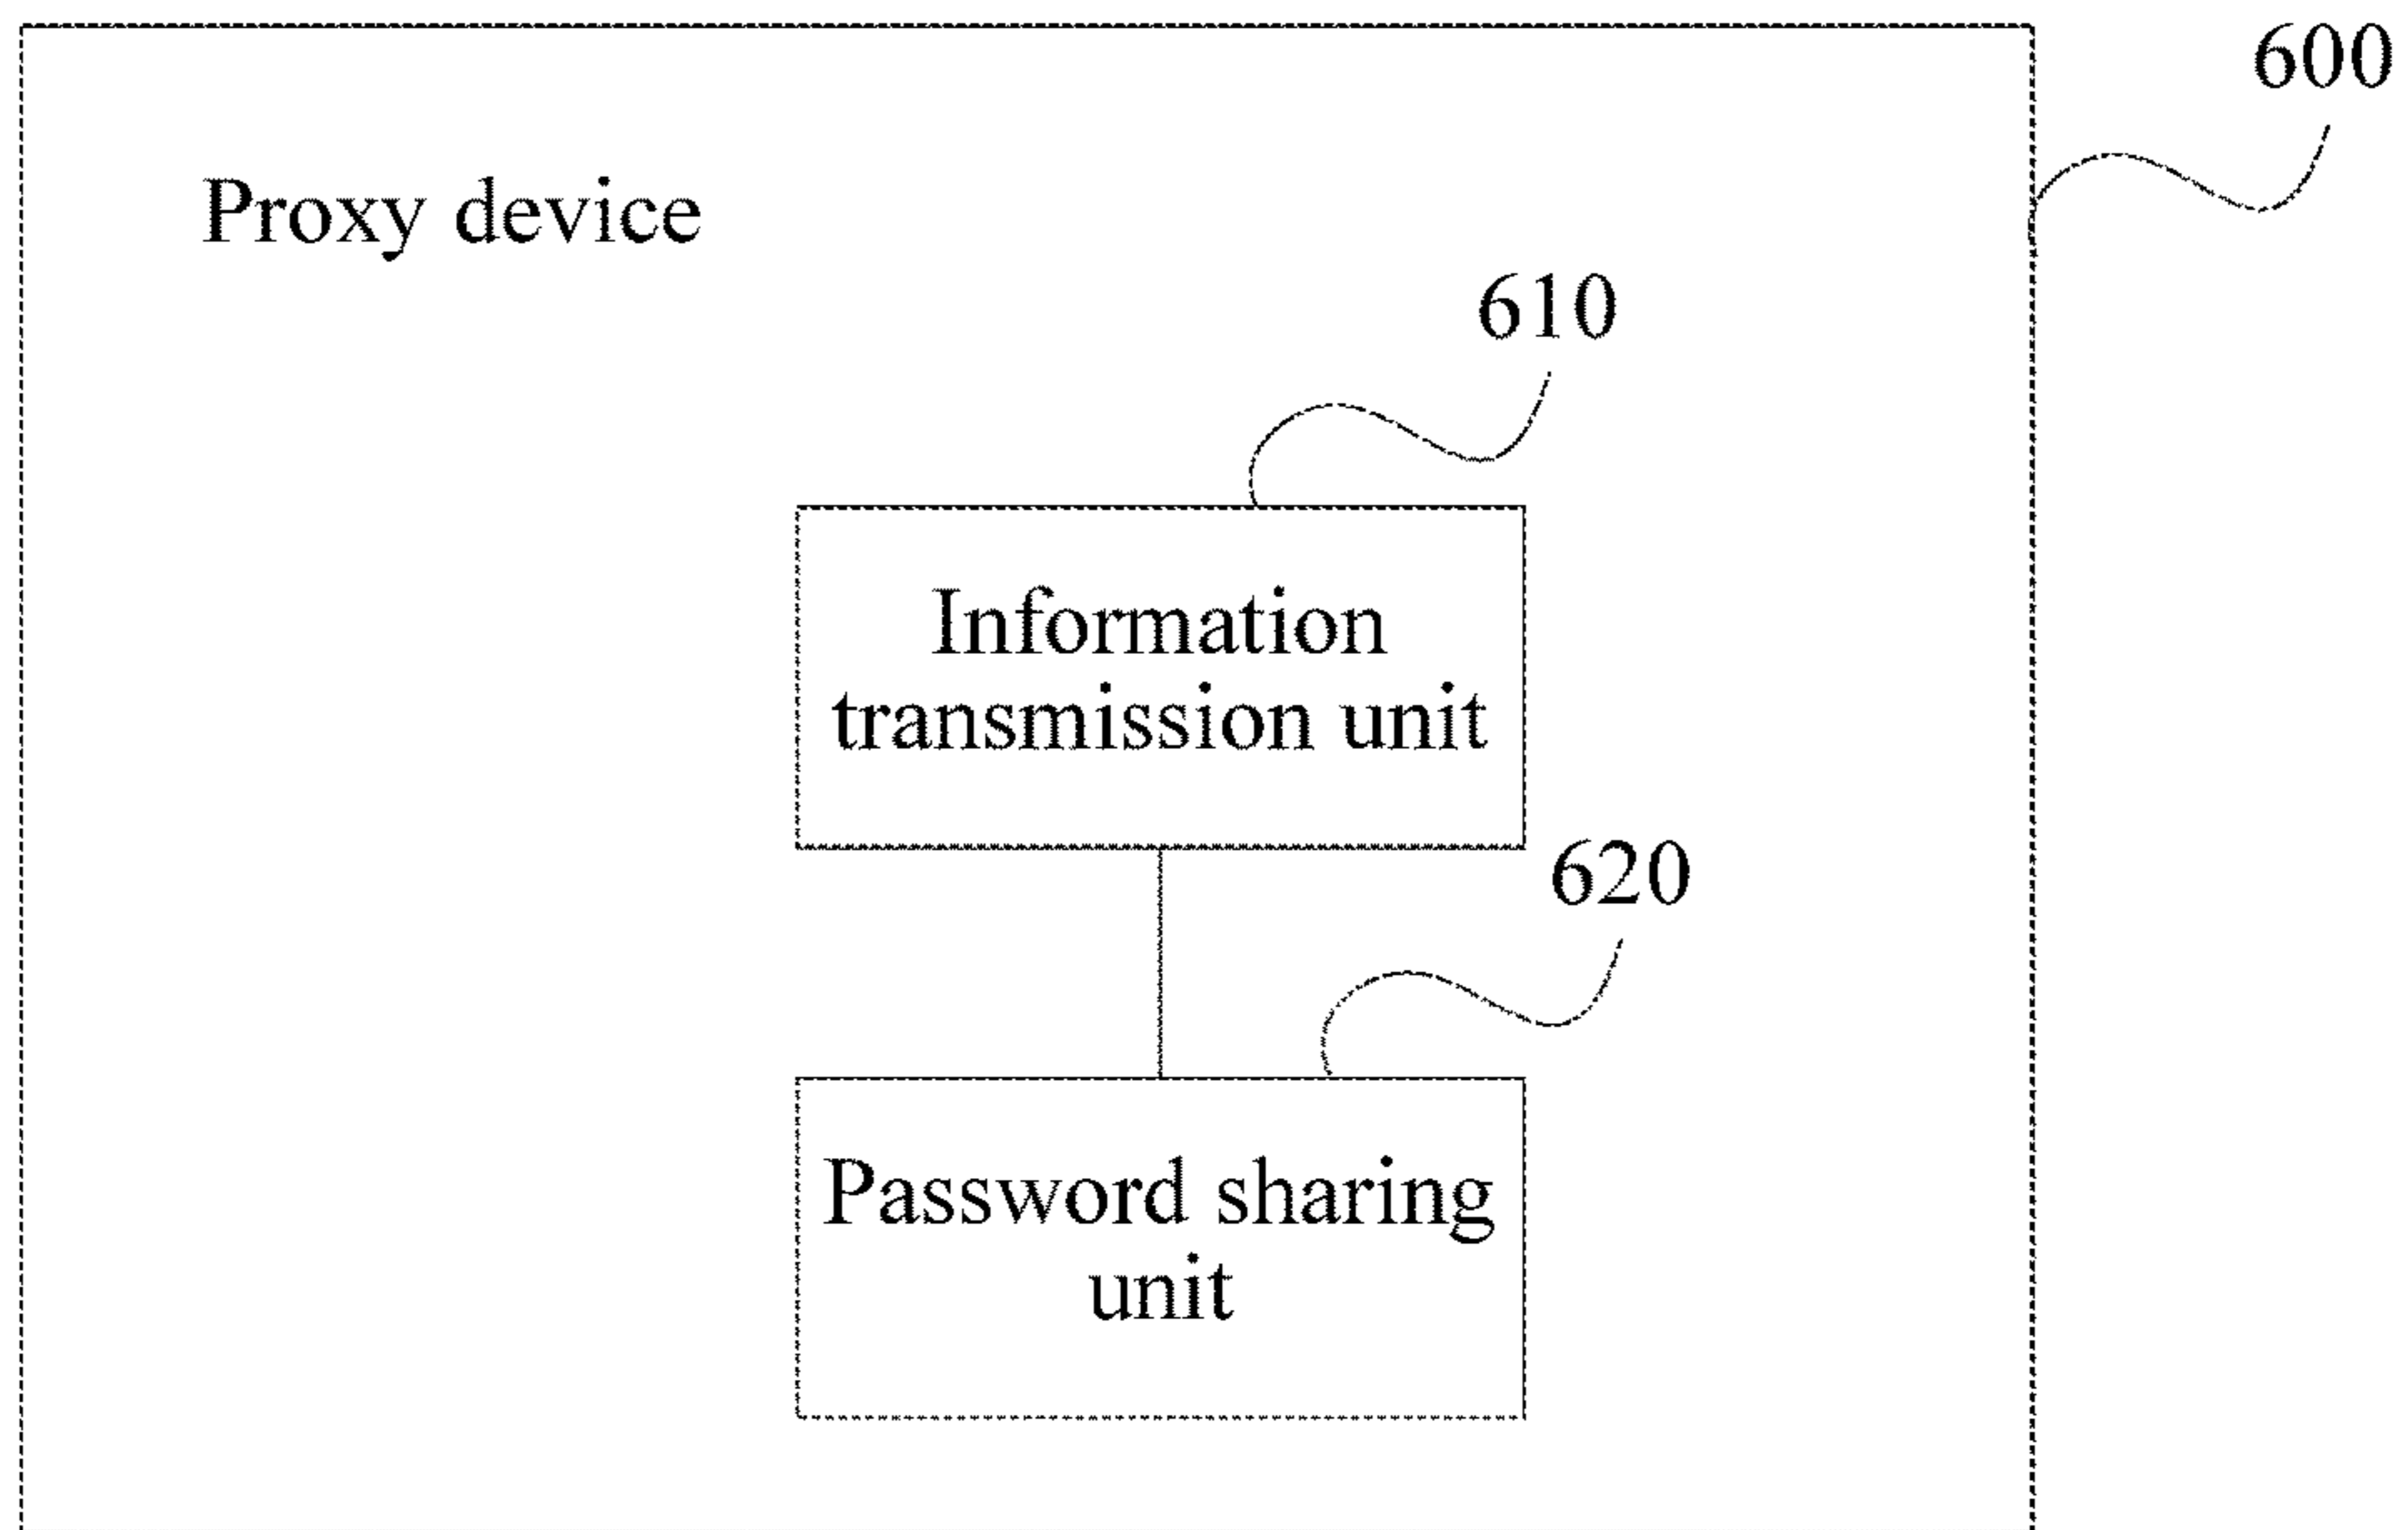 600
Proxy device
610
Information
transmission unit
620
Password sharing
unit